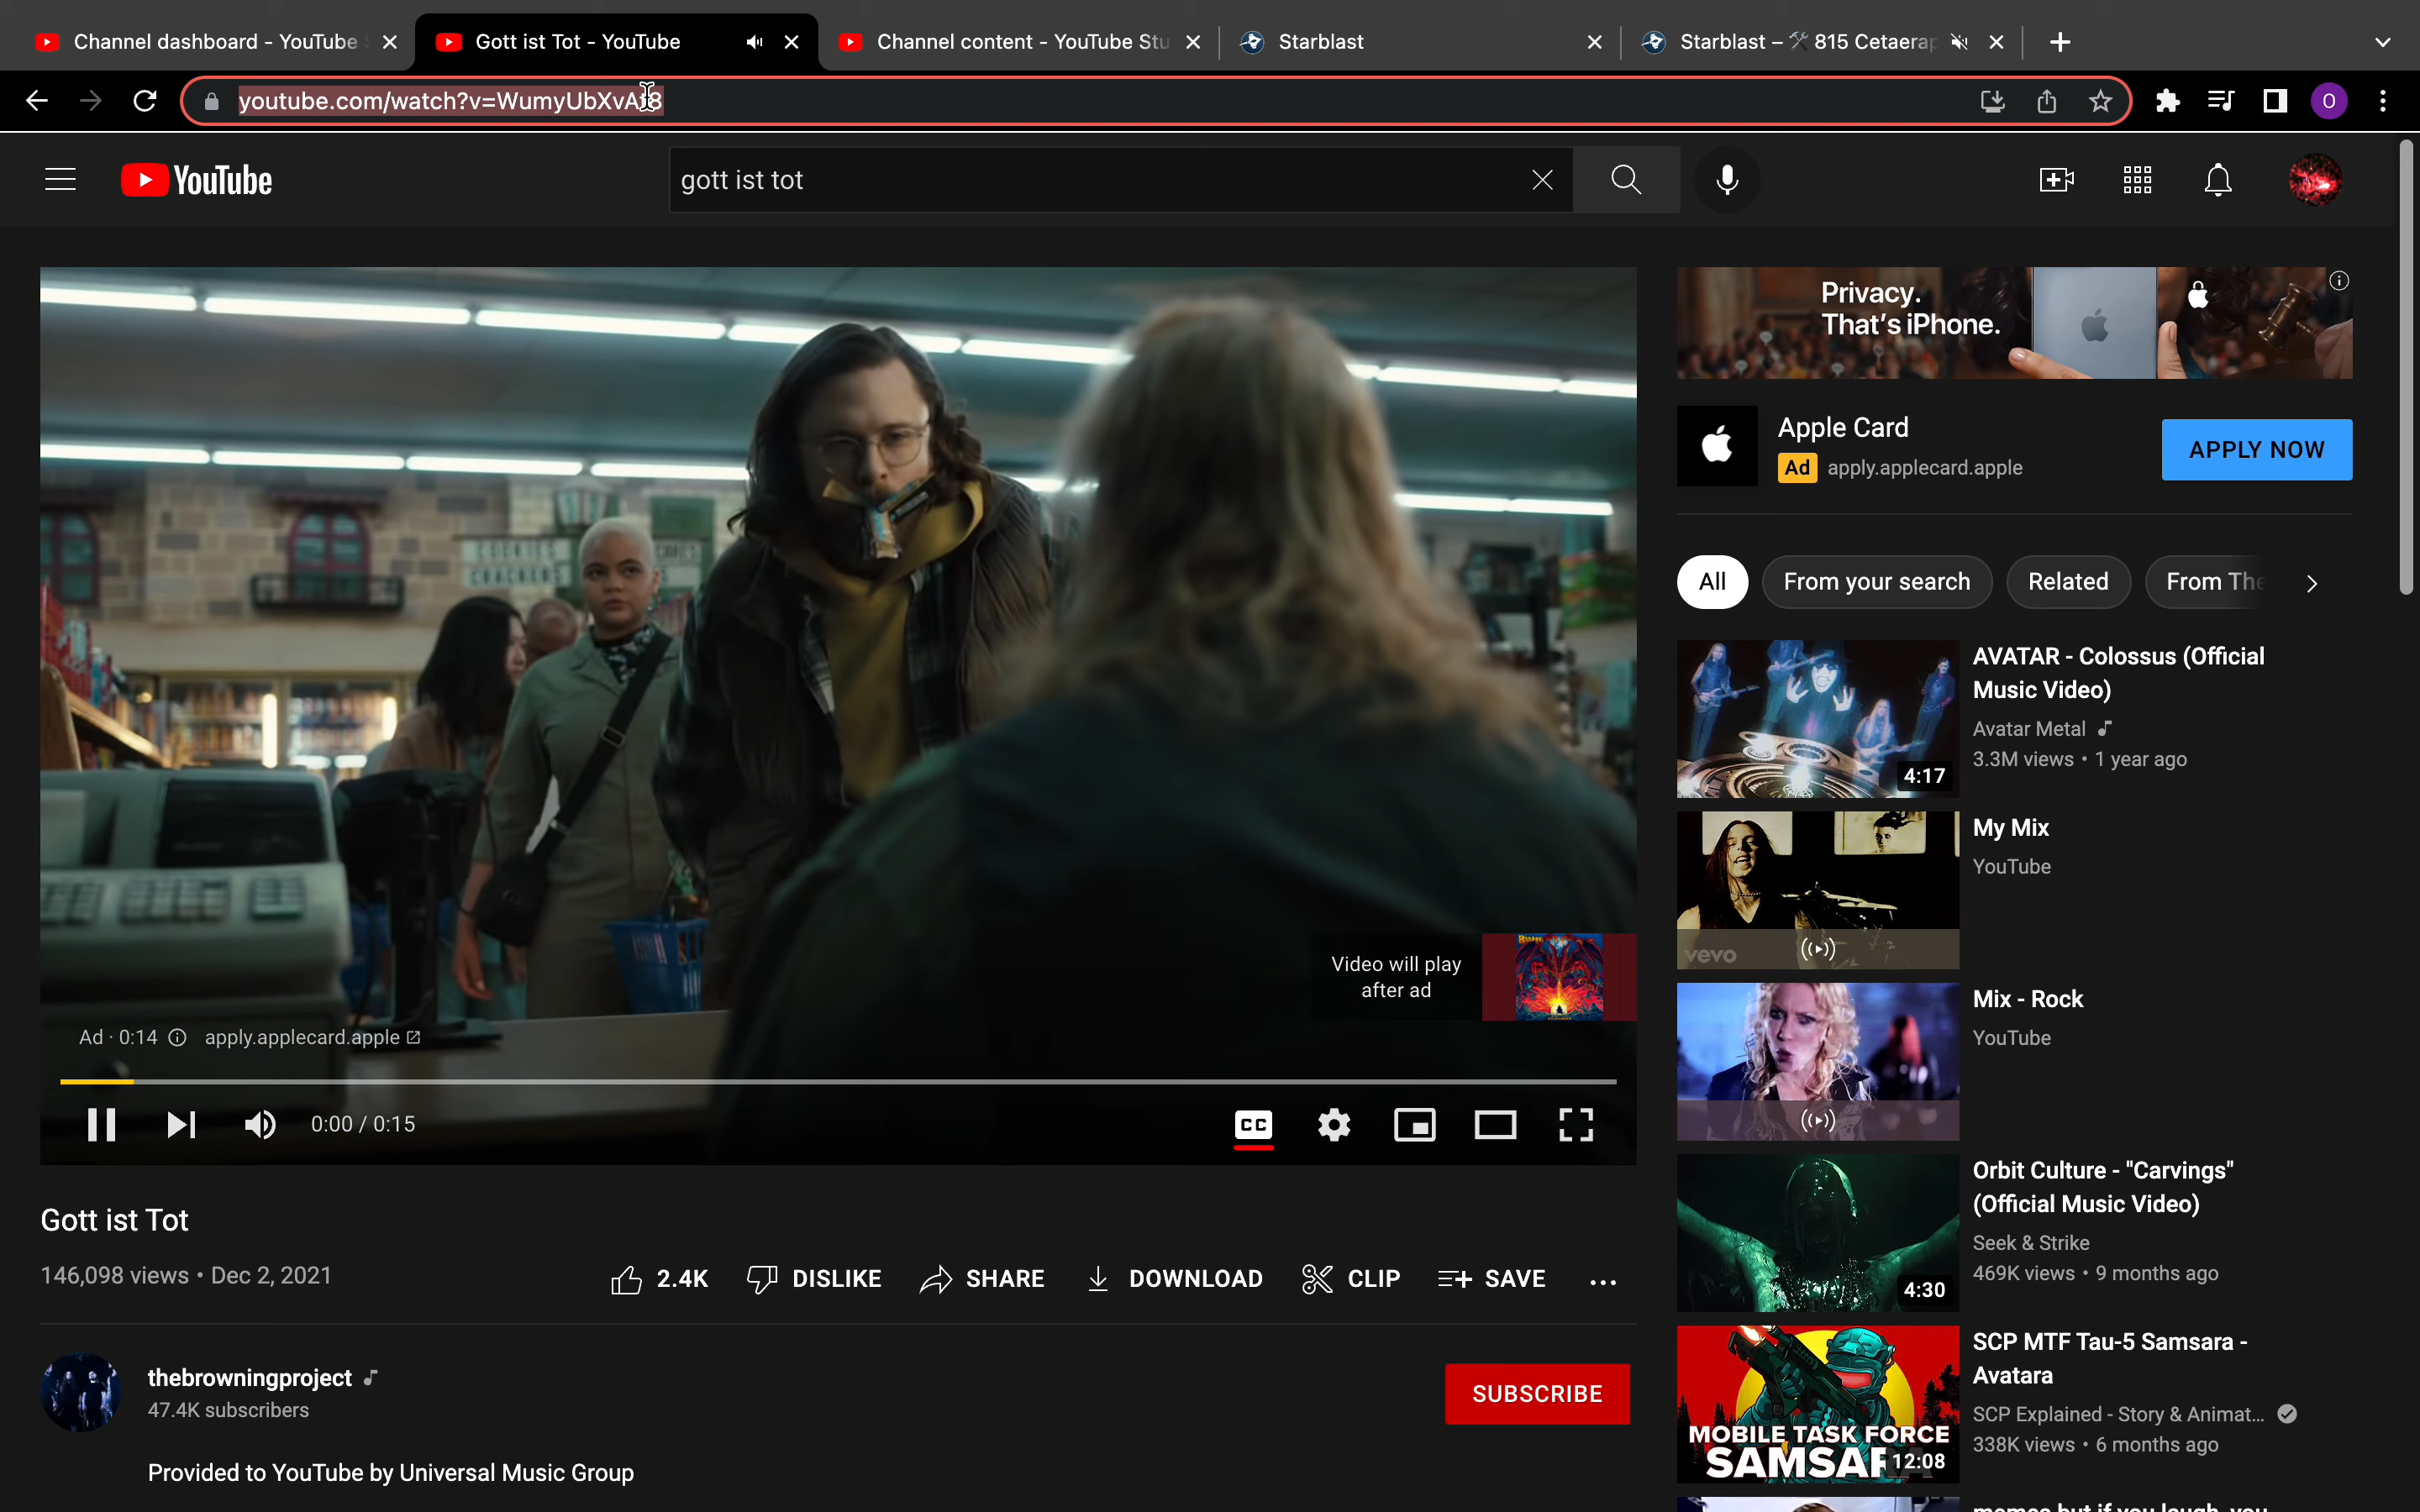 Channel dashboard - YouTube
Gott ist Tot - YouTube
Channel content - YouTube Stu
Starblast
Starblast – 🛠 815 Cetaerap
youtube.com/watch?v=WumyUbXvAt8
O
YouTube
gott ist tot
Privacy.
That's iPhone.
Apple Card
Ad apply.applecard.apple
APPLY NOW
COOKIES
CRACKERS
Video will play
after ad
Ad · 0:14 apply.applecard.apple
0:00 / 0:15
CC
All
From your search
Related
From The
4:17
AVATAR - Colossus (Official
Music Video)
Avatar Metal
3.3M views • 1 year ago
vevo
My Mix
YouTube
Mix - Rock
YouTube
4:30
Orbit Culture - "Carvings"
(Official Music Video)
Seek & Strike
469K views • 9 months ago
MOBILE TASK FORCE
SAMSARA
12:08
SCP MTF Tau-5 Samsara -
Avatara
SCP Explained - Story & Animat...
338K views • 6 months ago
Gott ist Tot
146,098 views • Dec 2, 2021
2.4K
DISLIKE
SHARE
DOWNLOAD
CLIP
SAVE
thebrowningproject
47.4K subscribers
SUBSCRIBE
Provided to YouTube by Universal Music Group